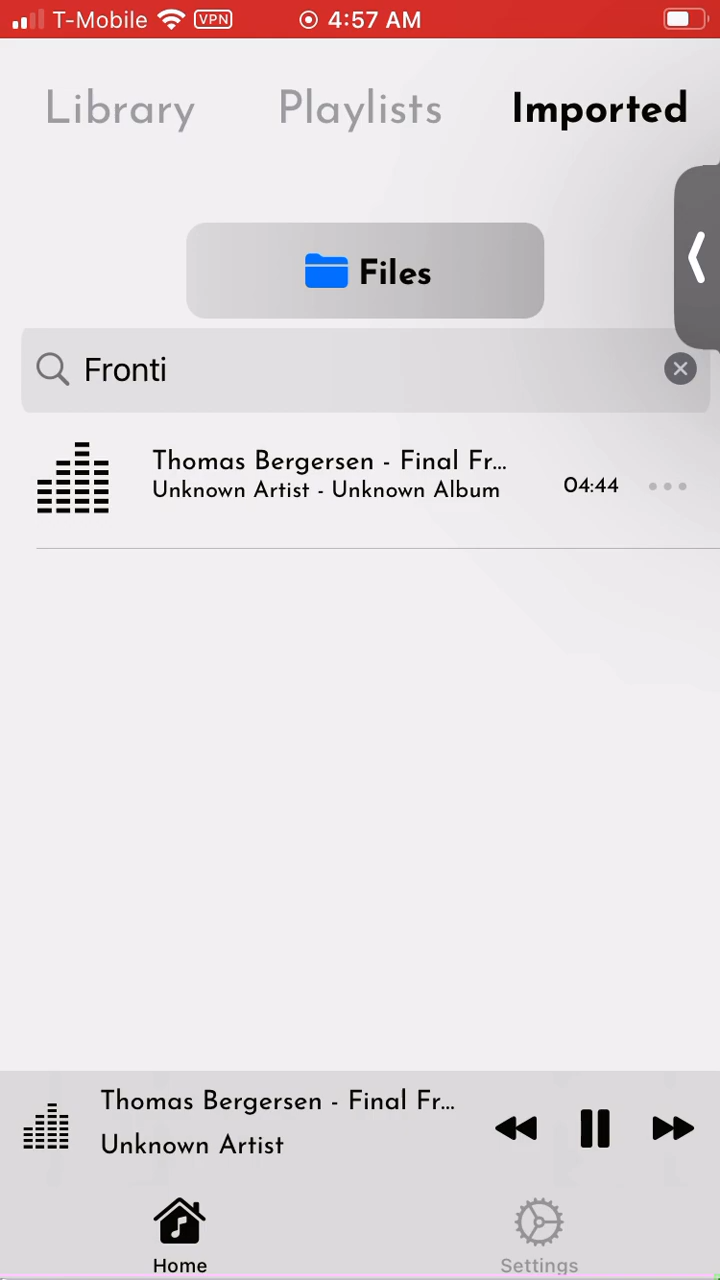 T-Mobile VPN 4:57 AM
Library Playlists Imported
Files
Fronti
Thomas Bergersen - Final Fr...
Unknown Artist - Unknown Album
04:44
Thomas Bergersen - Final Fr...
Unknown Artist
Home Settings